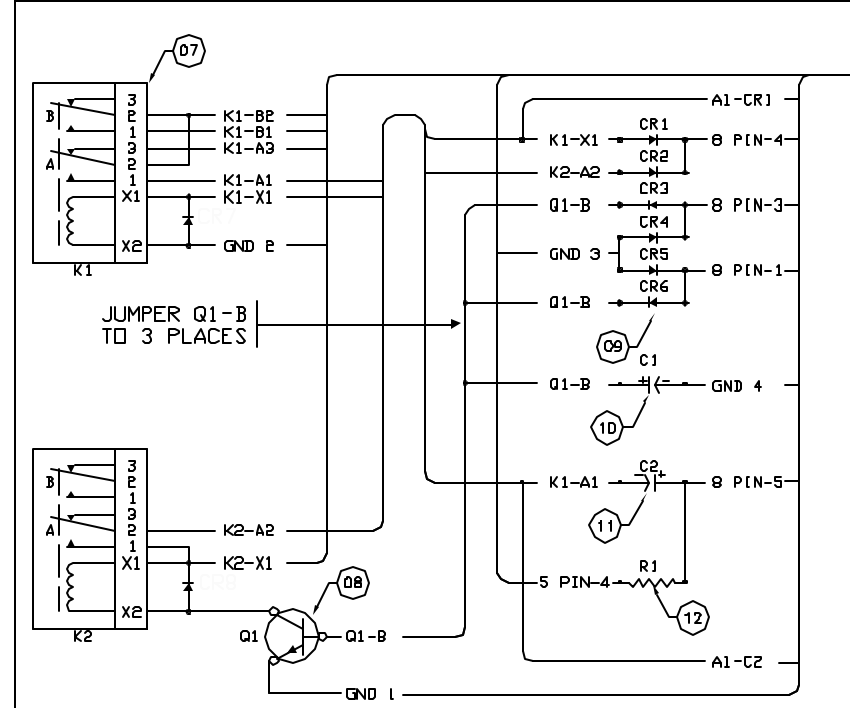 07
3
B 2 K1-B2
1 K1-B1
3 K1-A3
A 2
1 K1-A1
X1 K1-X1
CR7
X2 GND 2
K1
JUMPER Q1-B
TO 3 PLACES
3
B 2
1
3
A 2 K2-A2
1
X1 K2-X1
CR8
X2
K2
08
Q1 Q1-B
GND 1
A1-CR1
CR1
K1-X1 8 PIN-4
CR2
K2-A2
CR3
Q1-B 8 PIN-3
CR4
GND 3
CR5
8 PIN-1
CR6
Q1-B
09
C1
Q1-B + - GND 4
10
C2
K1-A1 - + 8 PIN-5
11
R1
5 PIN-4
12
A1-C2